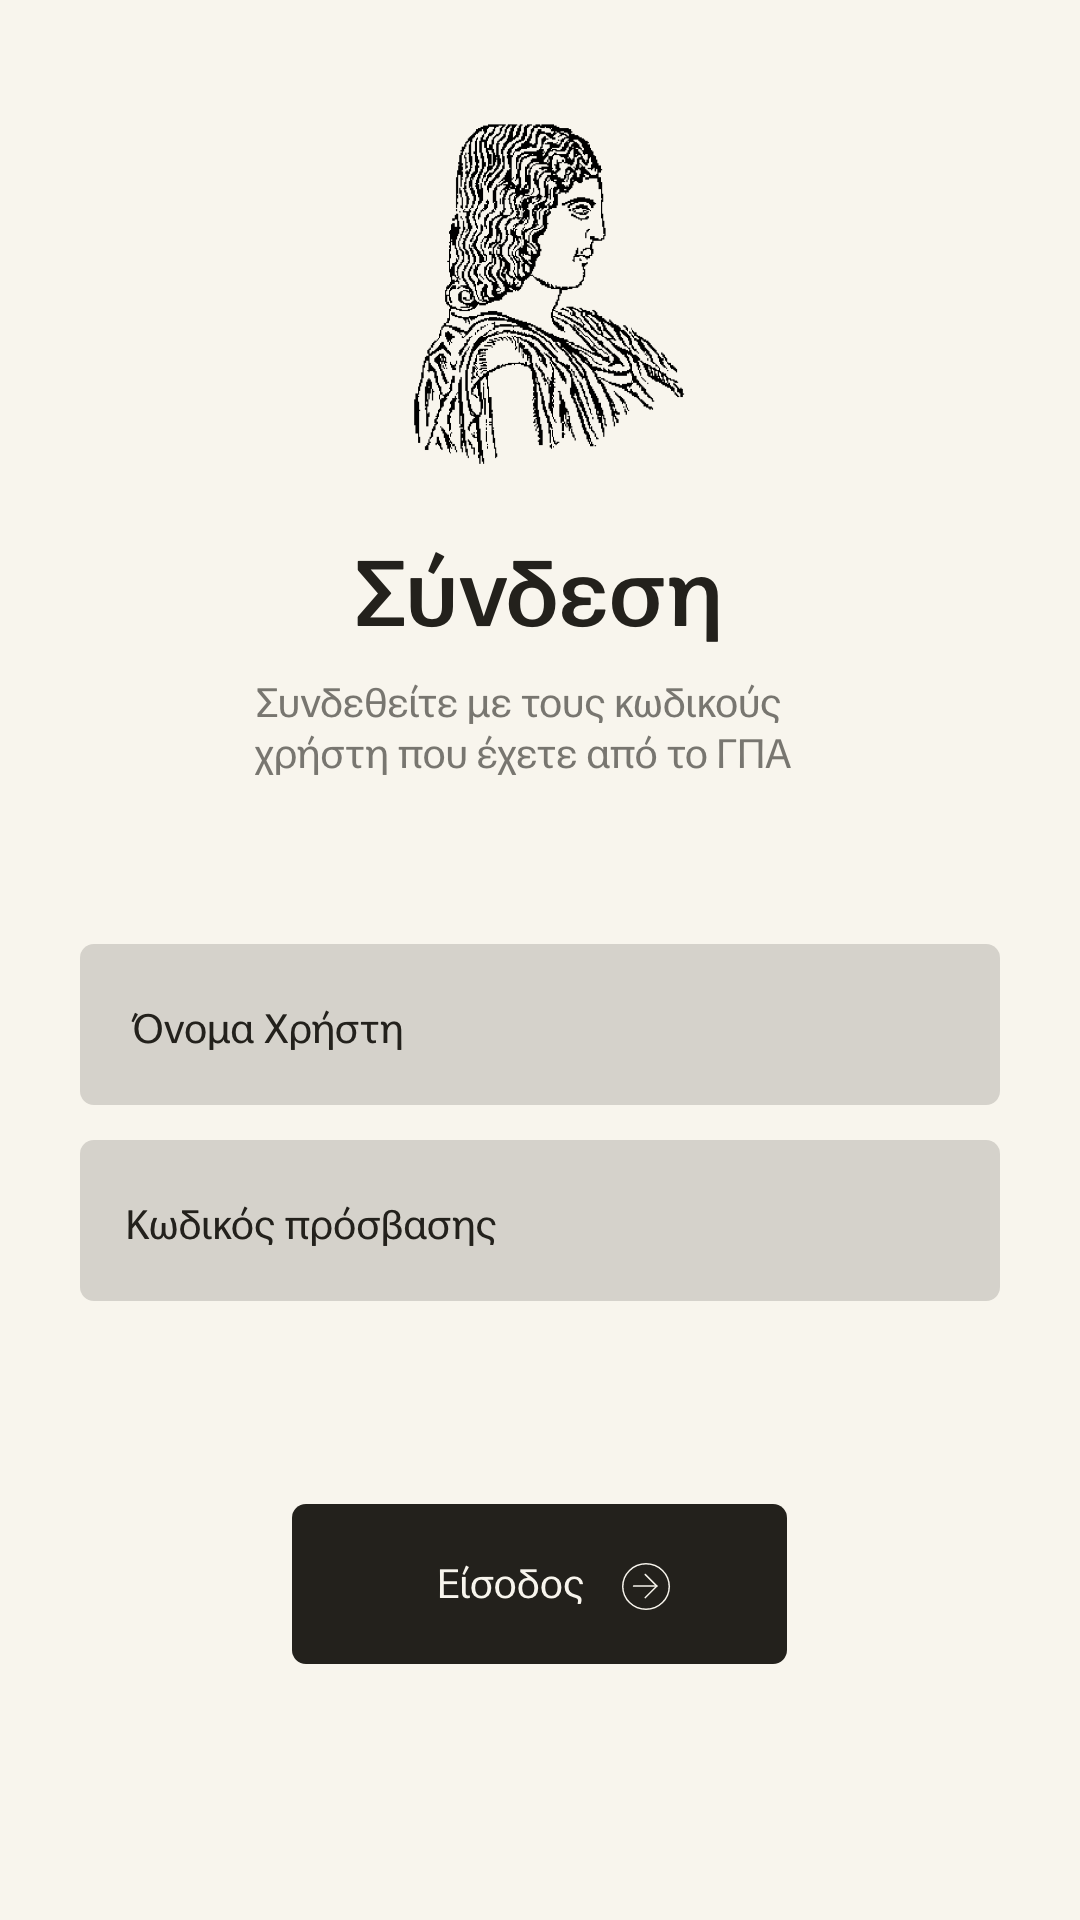 Σύνδεση
Συνδεθείτε με τους κωδικούς
χρήστη που έχετε από το ΓΠΑ
Όνομα Χρήστη
Κωδικός πρόσβασης
Είσοδος